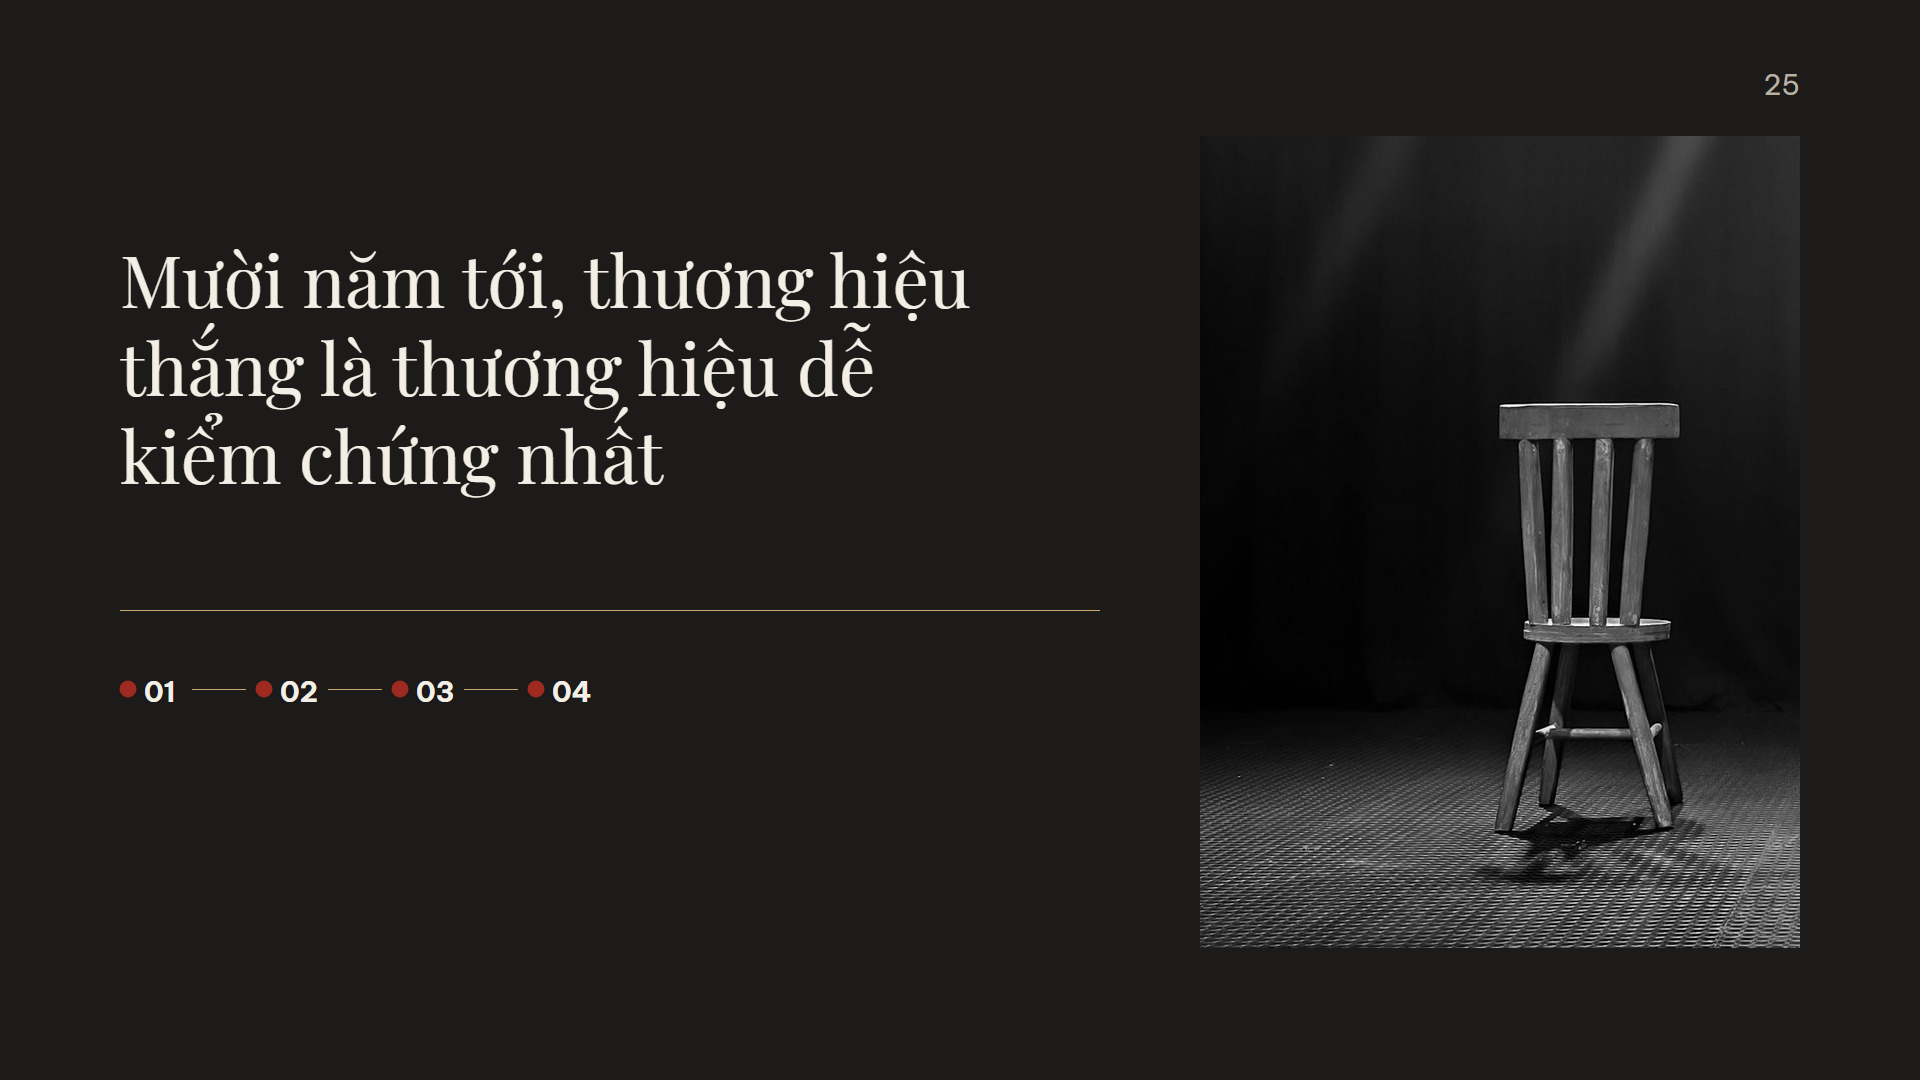 25
Mười năm tới, thương hiệu
thắng là thương hiệu dễ
kiểm chứng nhất
01 02 03 04